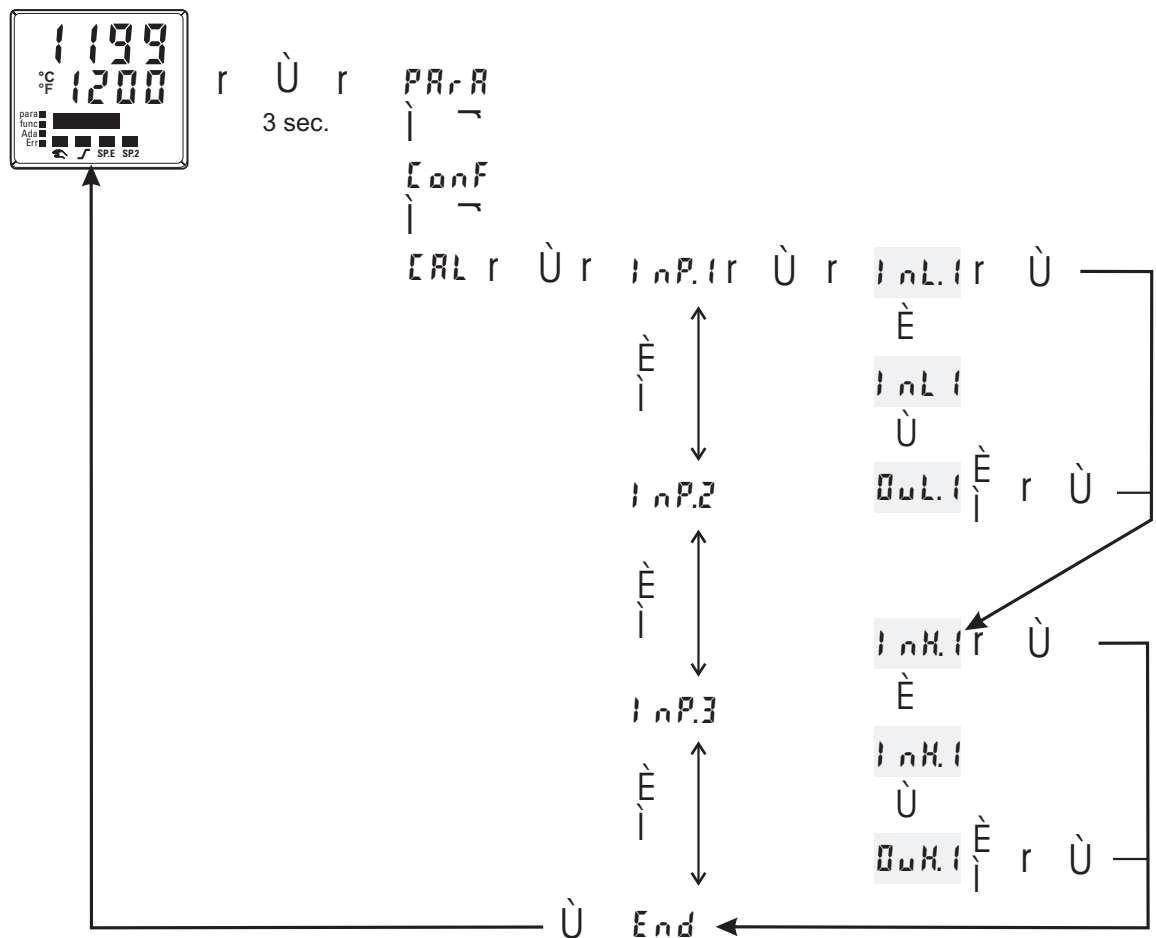 1199
°C
°F
1200
para
func
Ada
Err
SP.E SP.2
r Ù r
3 sec.
PArA
Ì ¬
ConF
Ì ¬
CAL r Ù r InP.1 r Ù r InL.1 r Ù
È
È
Ì
InL1
Ù
InP.2
OuL.1 È
Ì r Ù
È
Ì
InH.1 r Ù
È
InP.3
InH.1
È
Ì
Ù
OuH.1 È
Ì r Ù
Ù End